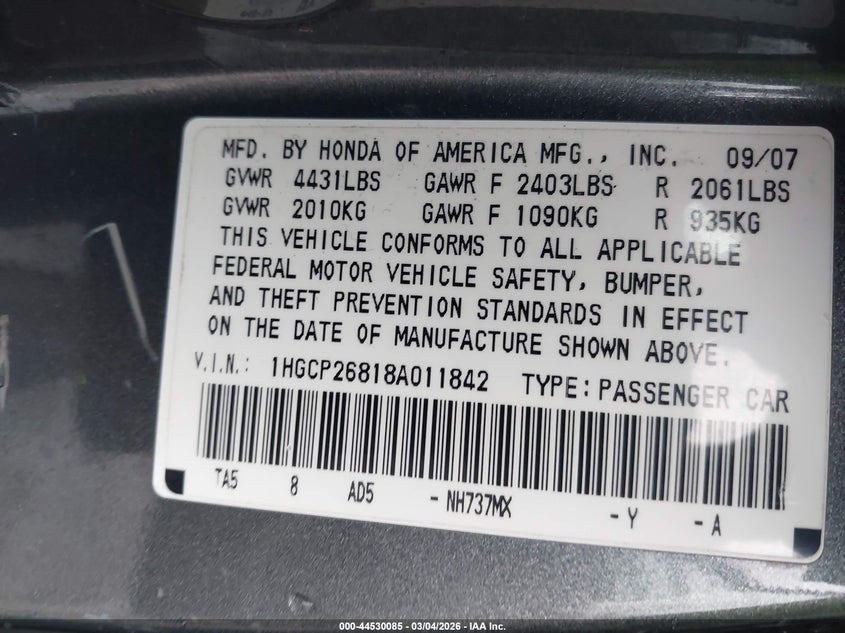 MFD. BY HONDA OF AMERICA MFG., INC. 09/07
GVWR 4431LBS GAWR F 2403LBS R 2061LBS
GVWR 2010KG GAWR F 1090KG R 935KG
THIS VEHICLE CONFORMS TO ALL APPLICABLE
FEDERAL MOTOR VEHICLE SAFETY, BUMPER,
AND THEFT PREVENTION STANDARDS IN EFFECT
ON THE DATE OF MANUFACTURE SHOWN ABOVE.
V.I.N.: 1HGCP26818A011842 TYPE: PASSENGER CAR
TA5 8 AD5 - NH737MX - Y - A
000-44530085 - 03/04/2026 - IAA Inc.